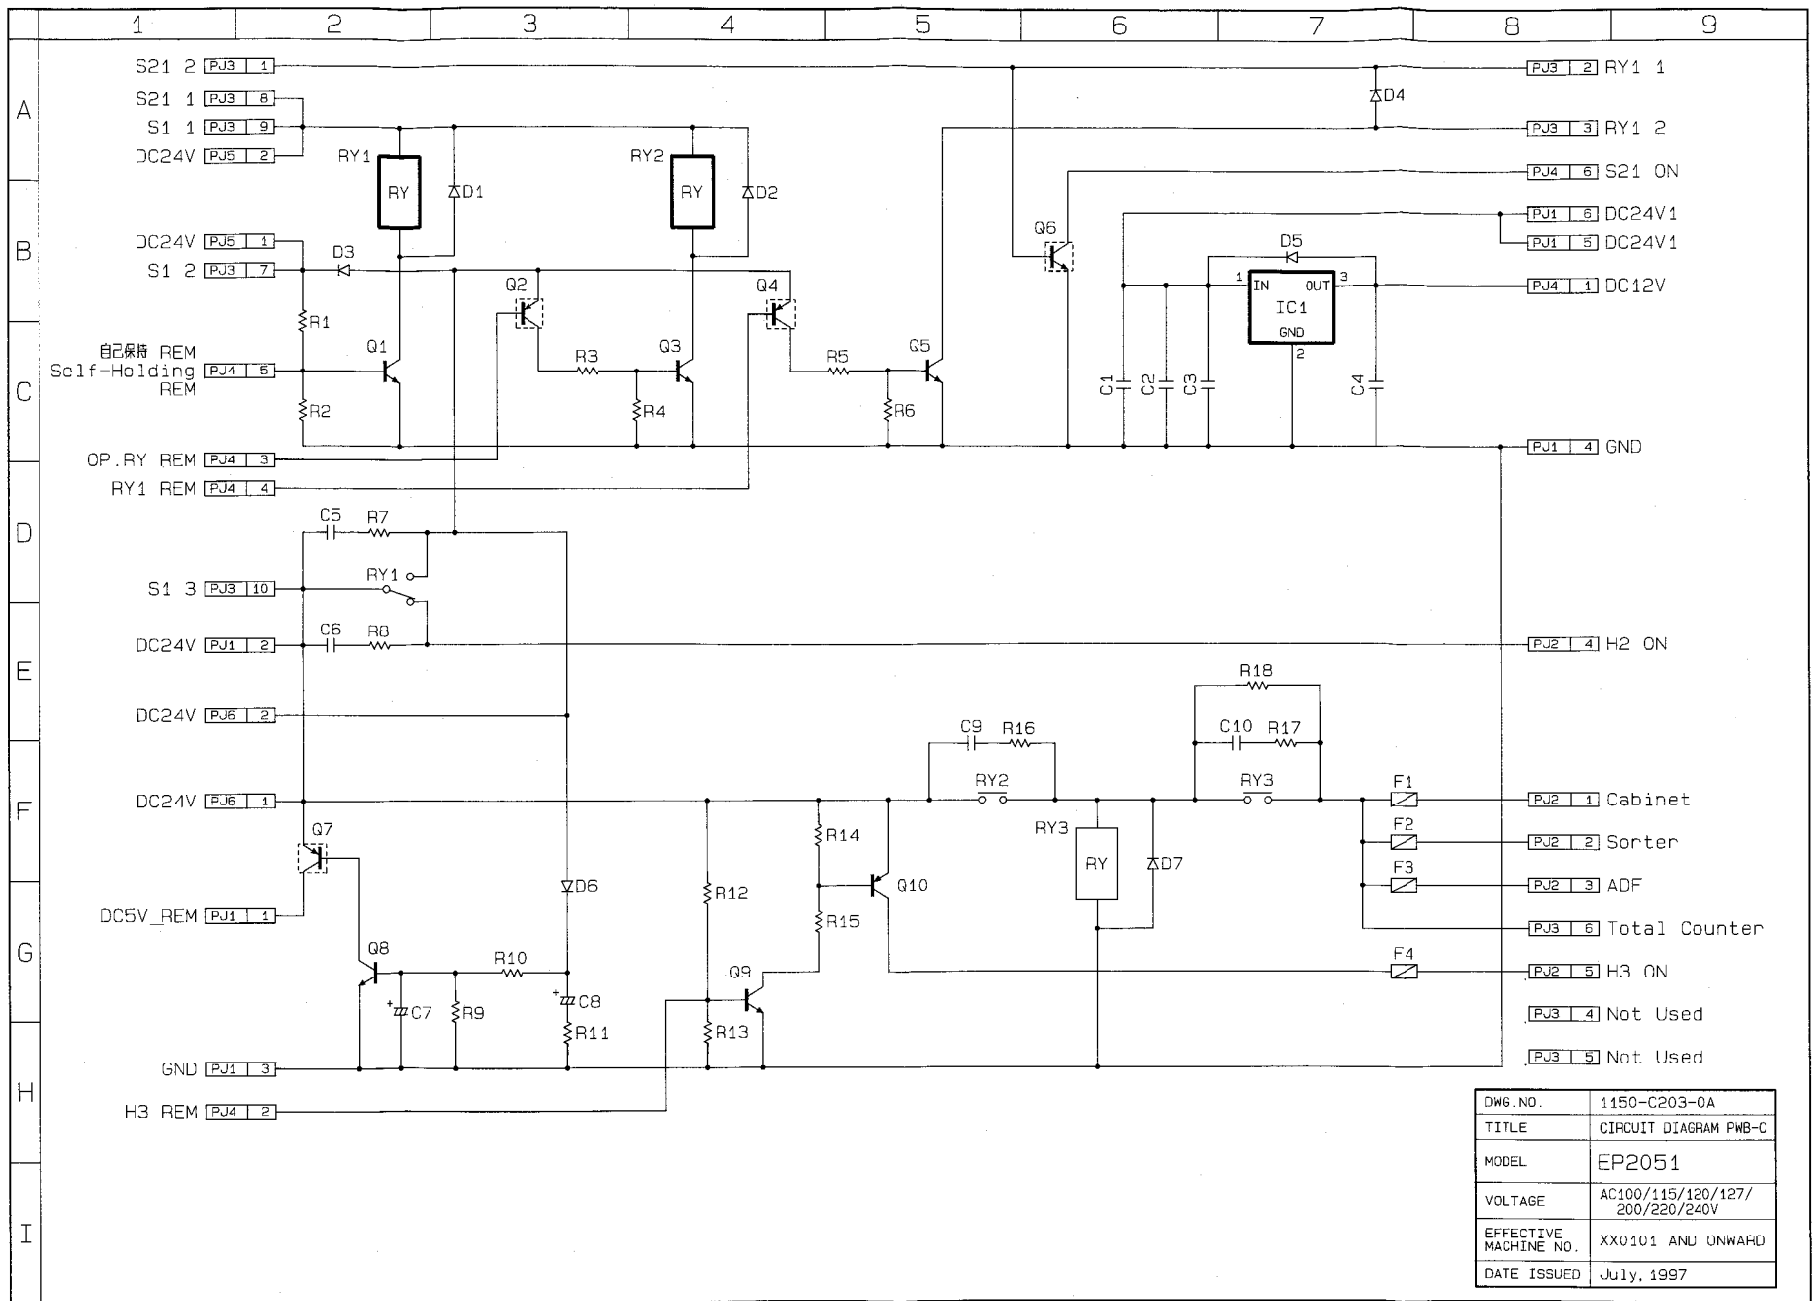 1 2 3 4 5 6 7 8 9
A
B
C
D
E
F
G
H
I
S21 2 PJ3 1
S21 1 PJ3 8
S1 1 PJ3 9
DC24V PJ5 2
DC24V PJ5 1
S1 2 PJ3 7
自己保持 REM
Self-Holding PJ4 5
REM
OP.RY REM PJ4 3
RY1 REM PJ4 4
S1 3 PJ3 10
DC24V PJ1 2
DC24V PJ6 2
DC24V PJ6 1
DC5V_REM PJ1 1
GND PJ1 3
H3 REM PJ4 2
RY1
RY
D1
RY2
RY
D2
D3
R1
R2
Q1
Q2
R3
R4
Q3
Q4
R5
R6
Q5
Q6
D4
D5
1 IN OUT 3
IC1
GND
2
C1
C2
C3
C4
C5 R7
RY1
C6 R8
Q7
Q8
C7
R9
R10
D6
C8
R11
R12
R13
Q9
R14
R15
Q10
C9 R16
RY2
RY3
RY
D7
R18
C10 R17
RY3
F1
F2
F3
F4
PJ3 2 RY1 1
PJ3 3 RY1 2
PJ4 6 S21 ON
PJ1 6 DC24V1
PJ1 5 DC24V1
PJ4 1 DC12V
PJ1 4 GND
PJ2 4 H2 ON
PJ2 1 Cabinet
PJ2 2 Sorter
PJ2 3 ADF
PJ3 6 Total Counter
PJ2 5 H3 ON
PJ3 4 Not Used
PJ3 5 Not Used
DWG.NO. 1150-C203-0A
TITLE CIRCUIT DIAGRAM PWB-C
MODEL EP2051
VOLTAGE AC100/115/120/127/
200/220/240V
EFFECTIVE
MACHINE NO. XX0101 AND ONWARD
DATE ISSUED July, 1997